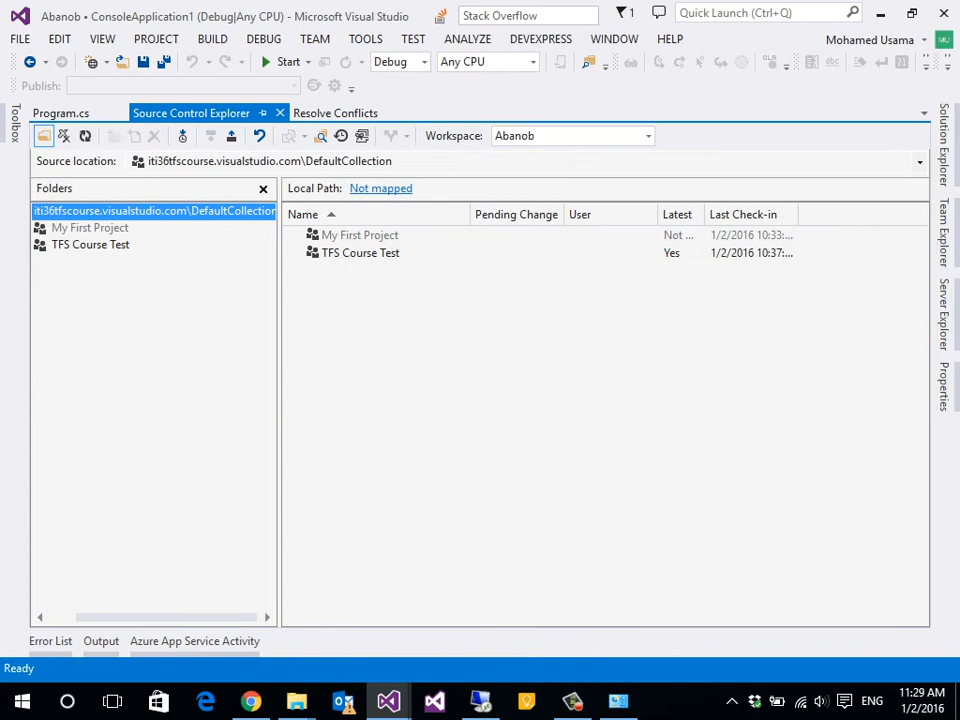 Abanob • ConsoleApplication1 (Debug|Any CPU) - Microsoft Visual Studio
Stack Overflow
1
Quick Launch (Ctrl+Q)
FILE EDIT VIEW PROJECT BUILD DEBUG TEAM TOOLS TEST ANALYZE DEVEXPRESS WINDOW HELP
Mohamed Usama
MU
Start
Debug
Any CPU
Publish:
Toolbox
Program.cs
Source Control Explorer
Resolve Conflicts
Workspace: Abanob
Source location: iti36tfscourse.visualstudio.com\DefaultCollection
Folders
iti36tfscourse.visualstudio.com\DefaultCollection
My First Project
TFS Course Test
Local Path: Not mapped
Name Pending Change User Latest Last Check-in
My First Project Not ... 1/2/2016 10:33:...
TFS Course Test Yes 1/2/2016 10:37:...
Solution Explorer
Team Explorer
Server Explorer
Properties
Error List Output Azure App Service Activity
Ready
ENG
11:29 AM
1/2/2016